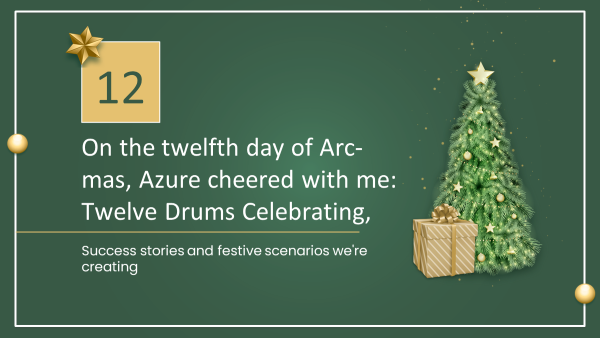 12
On the twelfth day of Arc-
mas, Azure cheered with me:
Twelve Drums Celebrating,
Success stories and festive scenarios we're
creating